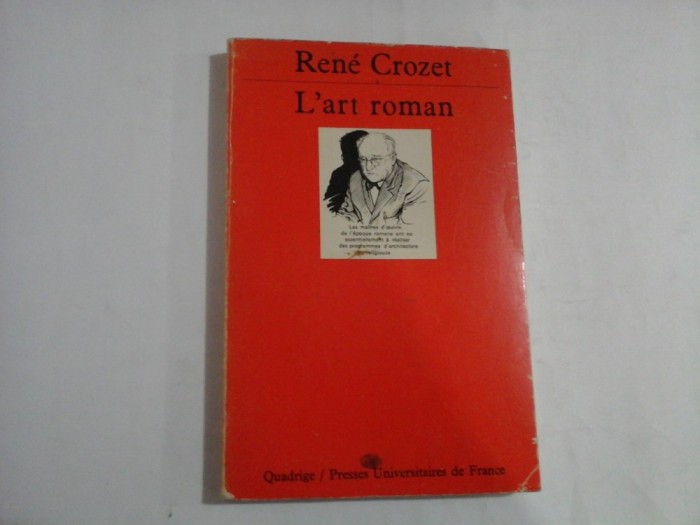 René Crozet
L'art roman
Les maîtres d'œuvre
de l'époque romane ont eu
essentiellement à réaliser
des programmes d'architecture
religieuse
Quadrige / Presses Universitaires de France